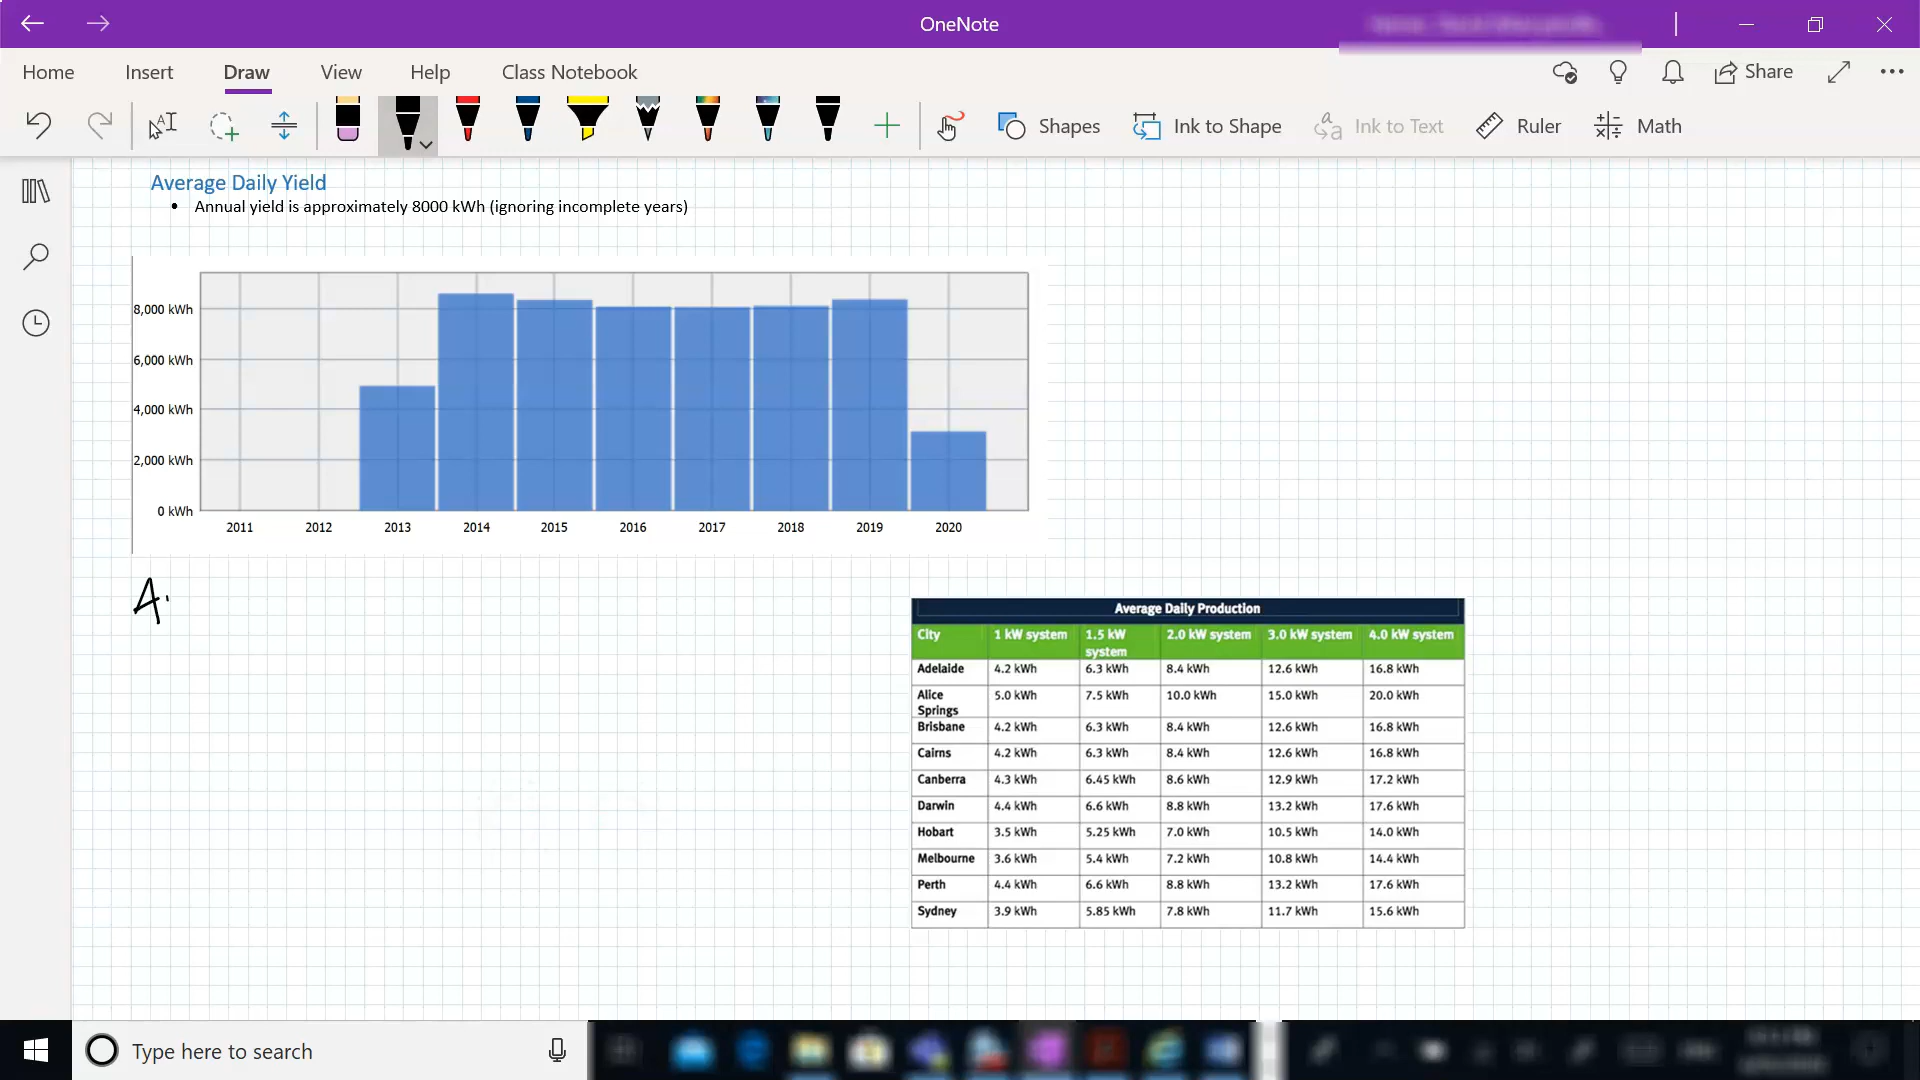 OneNote
Home Insert Draw View Help Class Notebook Share
Shapes Ink to Shape Ink to Text Ruler Math
Average Daily Yield
• Annual yield is approximately 8000 kWh (ignoring incomplete years)
8,000 kWh
6,000 kWh
4,000 kWh
2,000 kWh
0 kWh
2011 2012 2013 2014 2015 2016 2017 2018 2019 2020
A
Average Daily Production
City 1 kW system 1.5 kW system 2.0 kW system 3.0 kW system 4.0 kW system
Adelaide 4.2 kWh 6.3 kWh 8.4 kWh 12.6 kWh 16.8 kWh
Alice Springs 5.0 kWh 7.5 kWh 10.0 kWh 15.0 kWh 20.0 kWh
Brisbane 4.2 kWh 6.3 kWh 8.4 kWh 12.6 kWh 16.8 kWh
Cairns 4.2 kWh 6.3 kWh 8.4 kWh 12.6 kWh 16.8 kWh
Canberra 4.3 kWh 6.45 kWh 8.6 kWh 12.9 kWh 17.2 kWh
Darwin 4.4 kWh 6.6 kWh 8.8 kWh 13.2 kWh 17.6 kWh
Hobart 3.5 kWh 5.25 kWh 7.0 kWh 10.5 kWh 14.0 kWh
Melbourne 3.6 kWh 5.4 kWh 7.2 kWh 10.8 kWh 14.4 kWh
Perth 4.4 kWh 6.6 kWh 8.8 kWh 13.2 kWh 17.6 kWh
Sydney 3.9 kWh 5.85 kWh 7.8 kWh 11.7 kWh 15.6 kWh
Type here to search